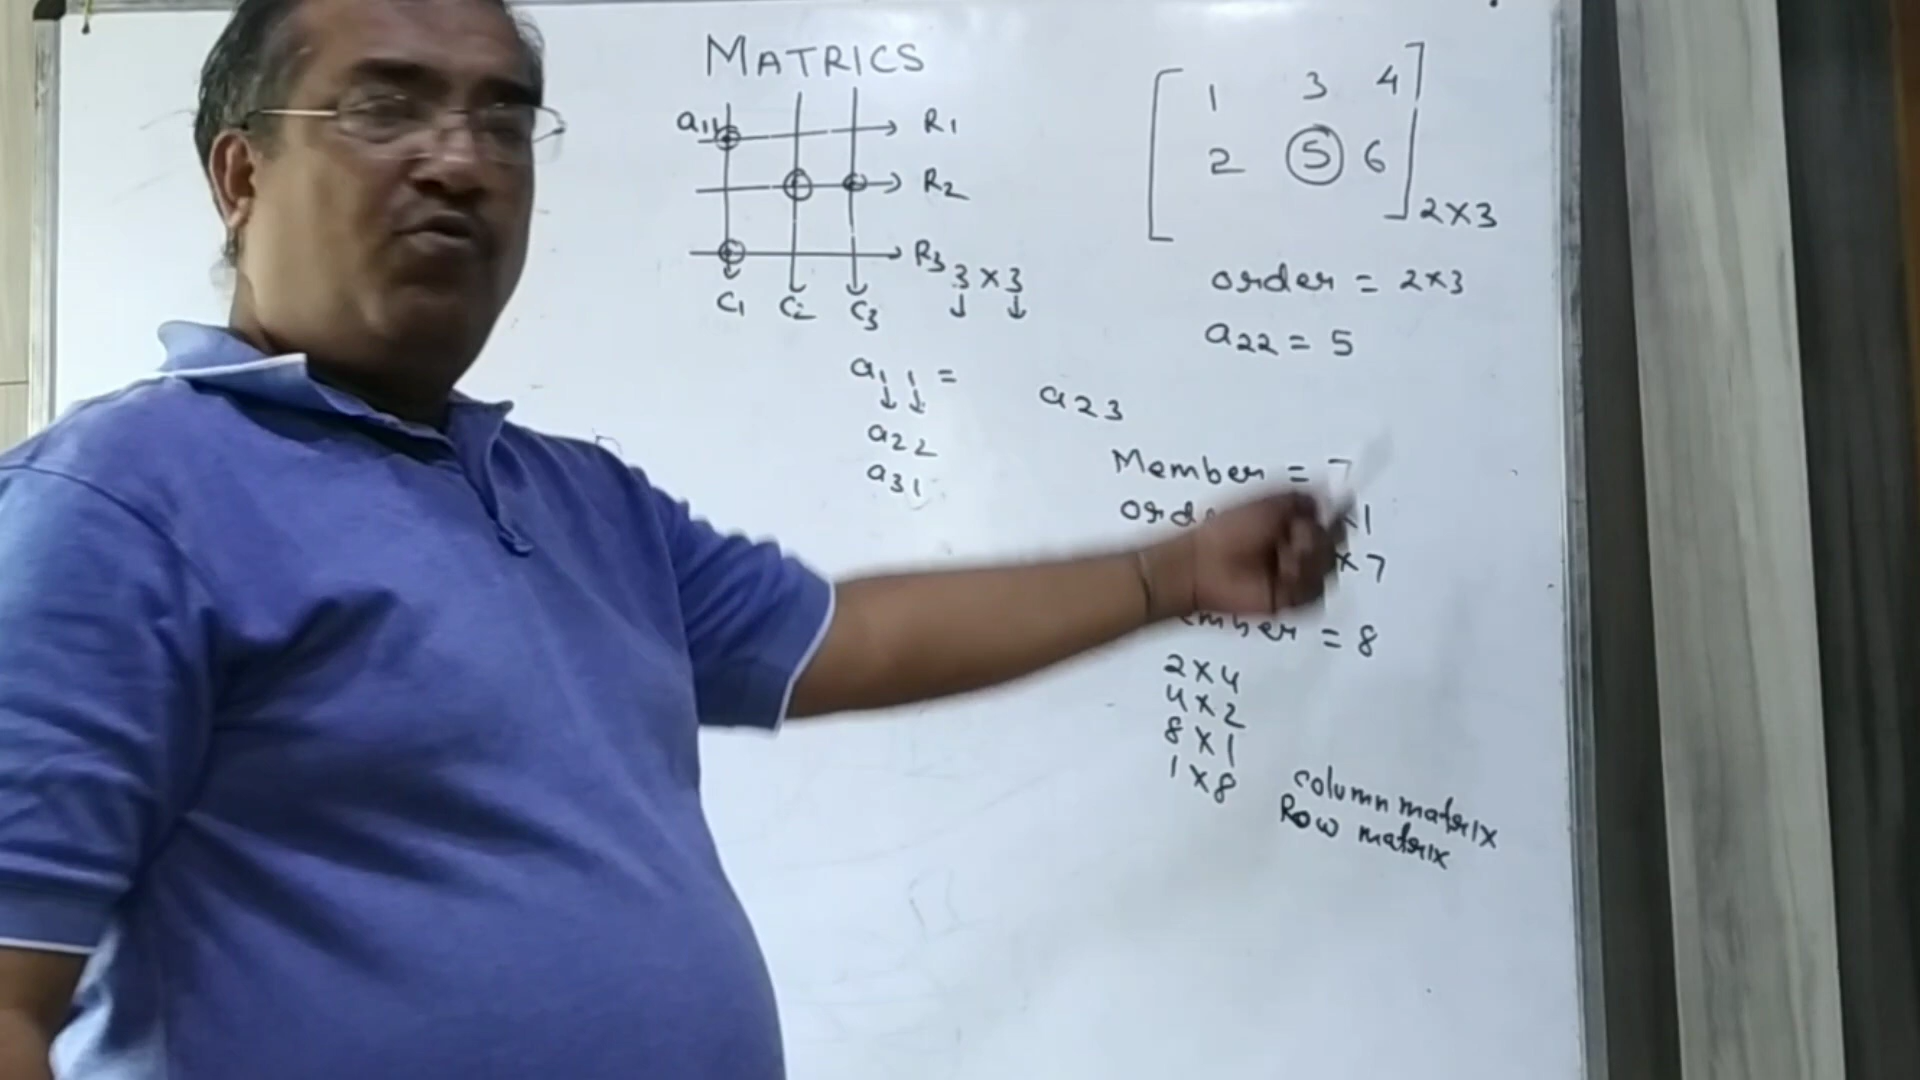 MATRICS
a11
R1
R2
R3
3 × 3
C1 C2 C3
a11 =
a22
a31
a23
1 3 4
2 5 6
2×3
order = 2×3
a22 = 5
Member = 7
×1
×7
= 8
2×4
4×2
8×1
1×8
column matrix
Row matrix